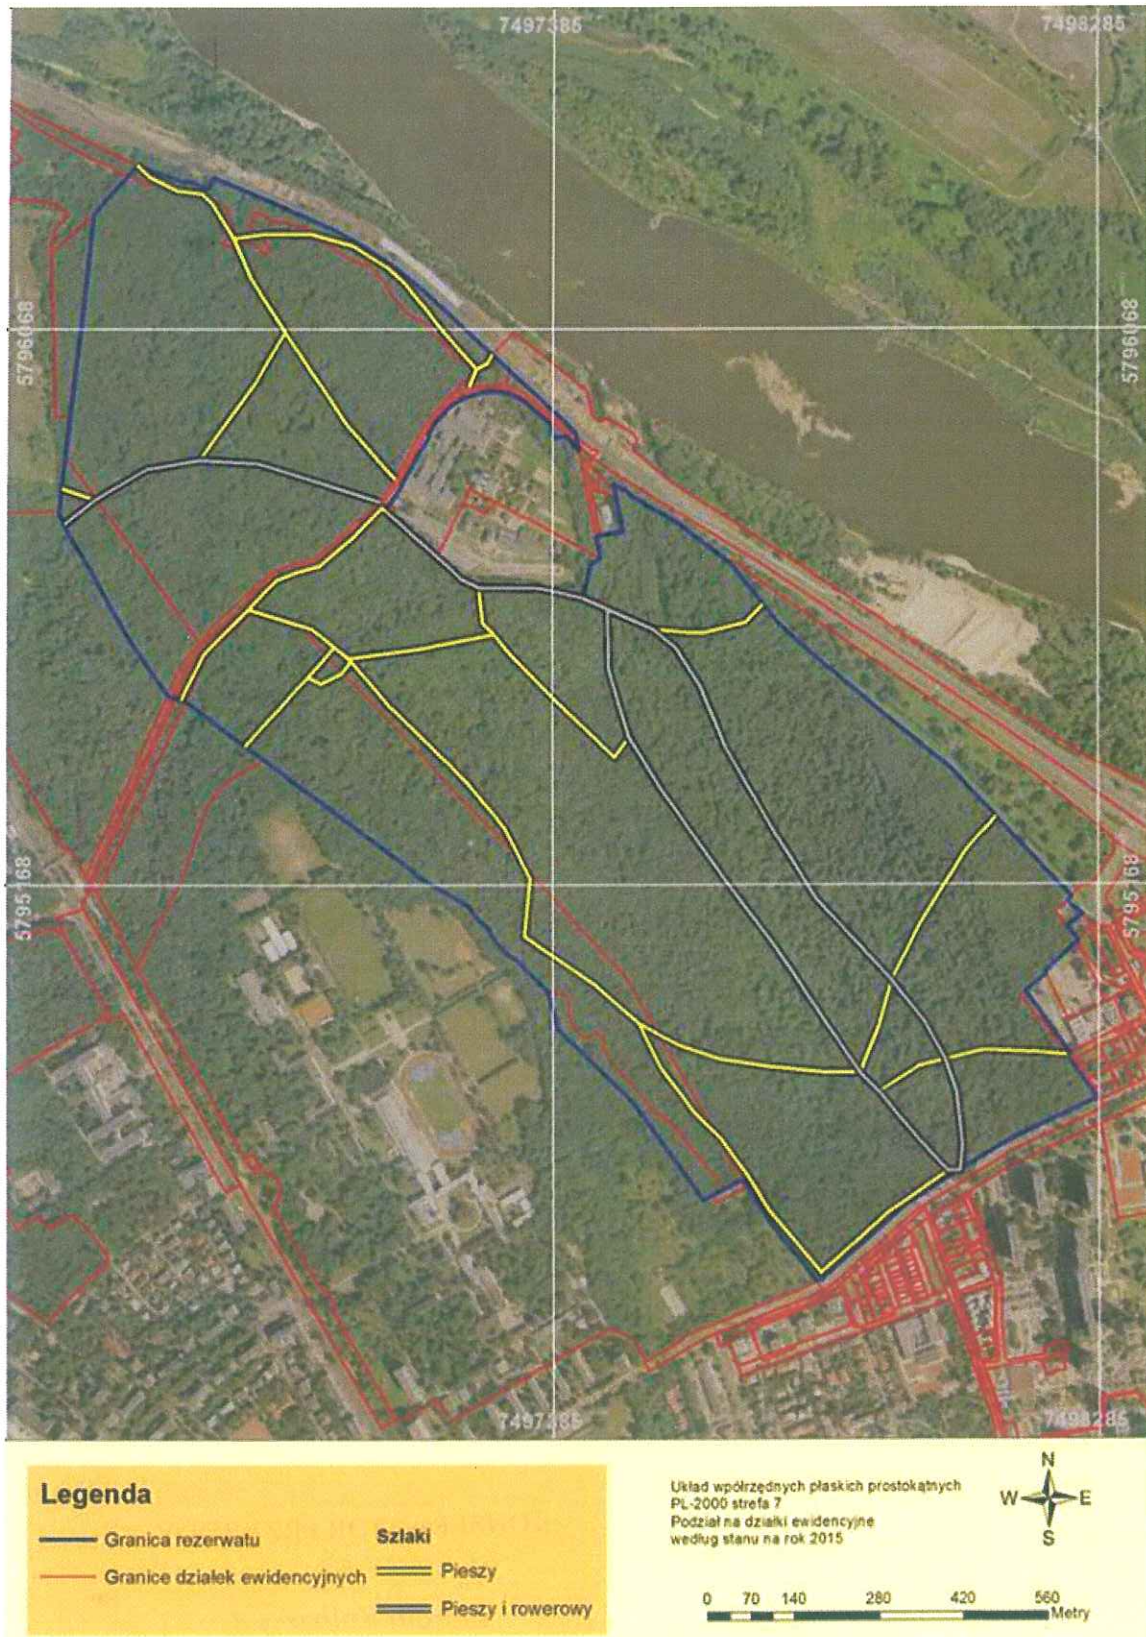 7497385
7498285
5796068
5796068
5795168
5795168
7497385
7498285
Legenda
Granica rezerwatu
Granice działek ewidencyjnych
Szlaki
Pieszy
Pieszy i rowerowy
Układ wpółrzędnych płaskich prostokątnych
PL-2000 strefa 7
Podział na działki ewidencyjne
według stanu na rok 2015
N
W E
S
0 70 140 280 420 560
Metry